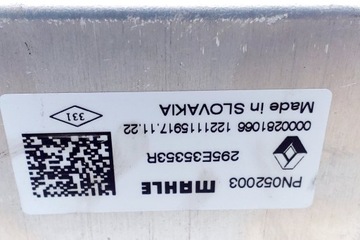 PN052003 MAHLE
295E35353R
0000281066 1221115917.11.22
Made in SLOVAKIA
331